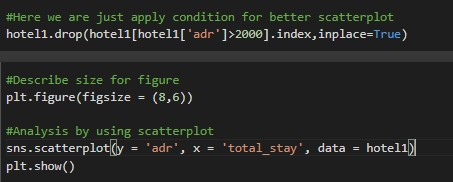 #Here we are just apply condition for better scatterplot
hotel1.drop(hotel1[hotel1['adr']>2000].index,inplace=True)
#Describe size for figure
plt.figure(figsize = (8,6))
#Analysis by using scatterplot
sns.scatterplot(y = 'adr', x = 'total_stay', data = hotel1)
plt.show()